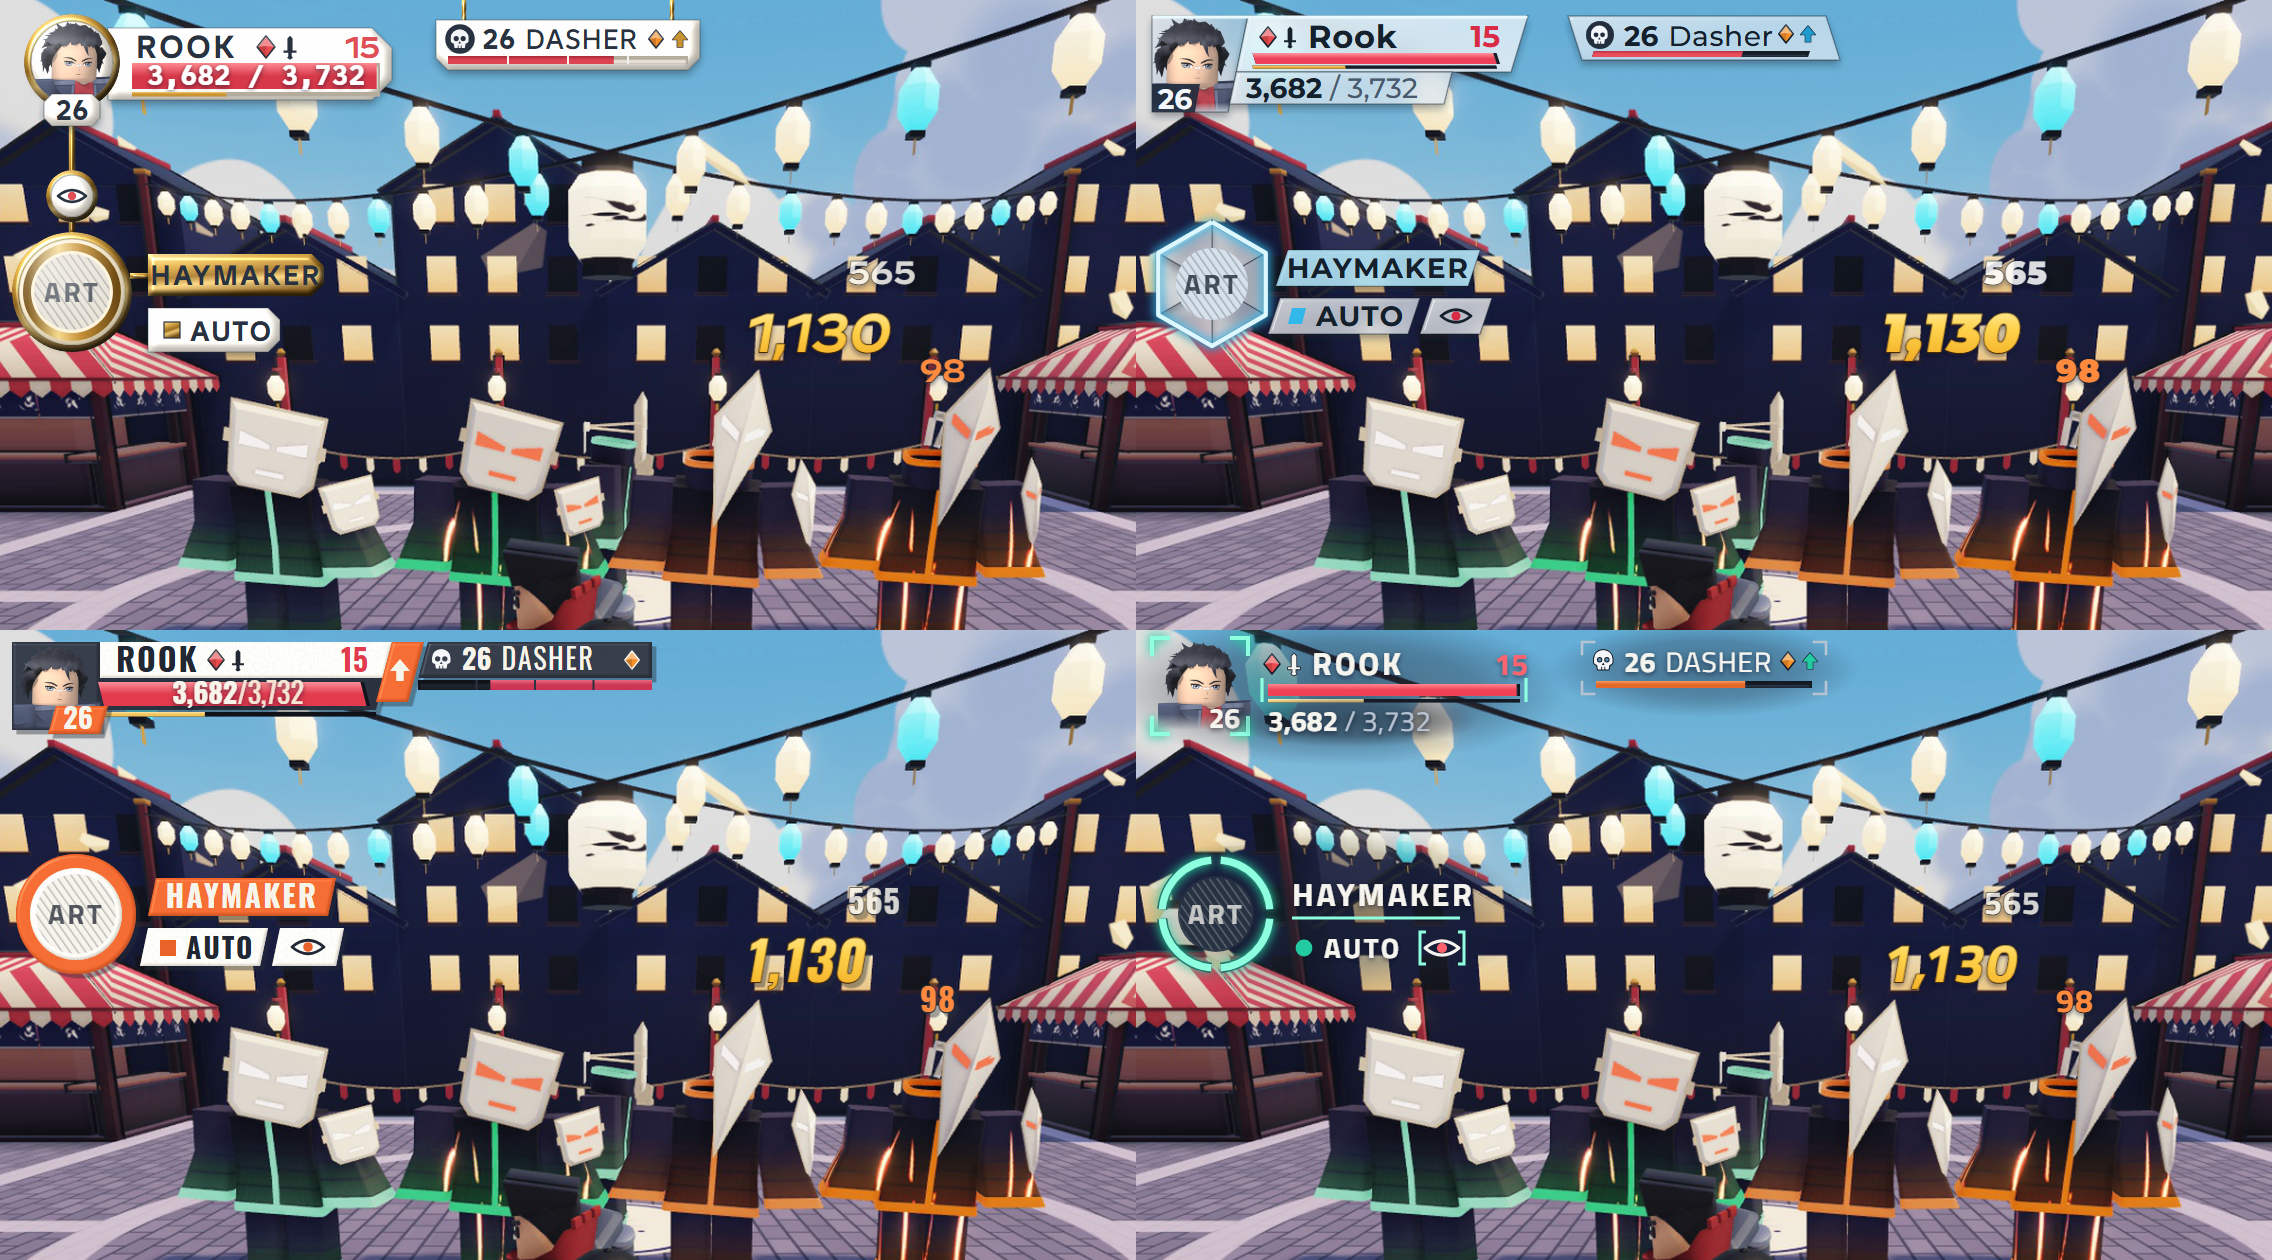 ROOK 15
3,682 / 3,732
26
26 DASHER
ART
HAYMAKER
AUTO
565
1,130
98
Rook 15
3,682 / 3,732
26
26 Dasher
ART
HAYMAKER
AUTO
565
1,130
98
ROOK 15
3,682/3,732
26
26 DASHER
ART
HAYMAKER
AUTO
565
1,130
98
ROOK 15
26
3,682 / 3,732
26 DASHER
ART
HAYMAKER
AUTO
565
1,130
98